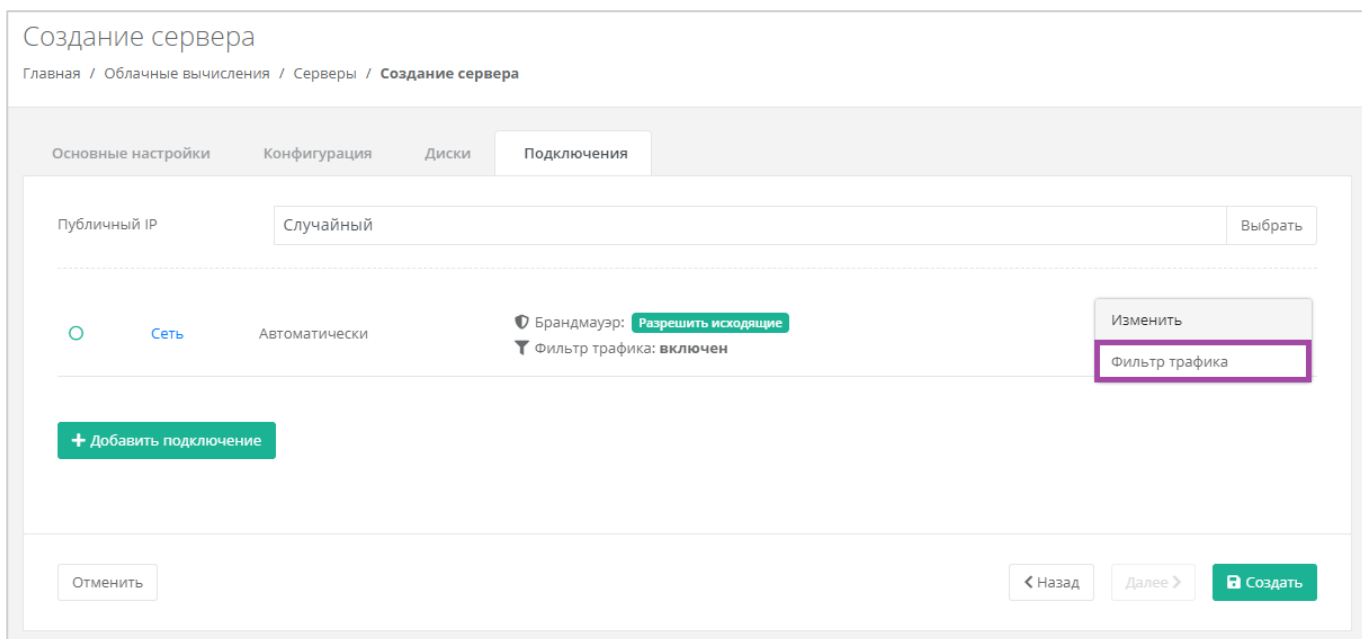 Создание сервера
Главная / Облачные вычисления / Серверы / Создание сервера
Основные настройки Конфигурация Диски Подключения
Публичный IP Случайный Выбрать
Сеть Автоматически Брандмауэр: Разрешить исходящие Изменить
Фильтр трафика: включен Фильтр трафика
+ Добавить подключение
Отменить Назад Далее Создать